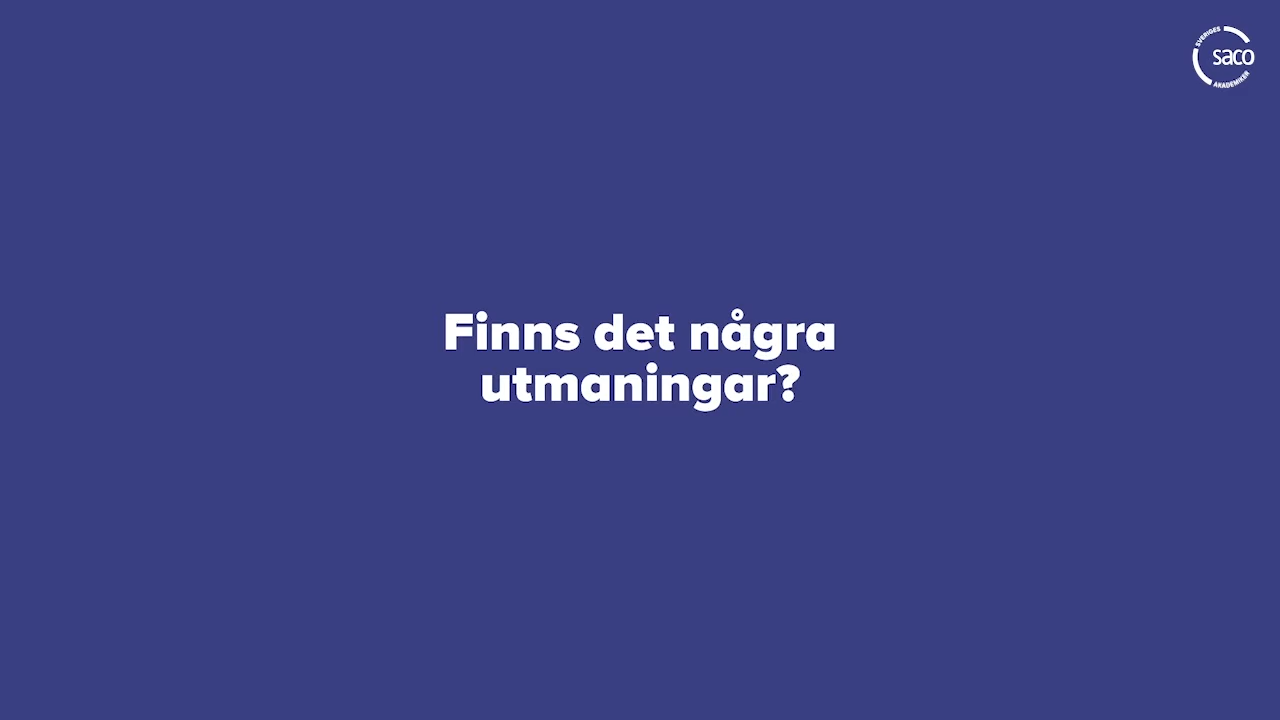 SVERIGES
saco
AKADEMIKER
Finns det några
utmaningar?